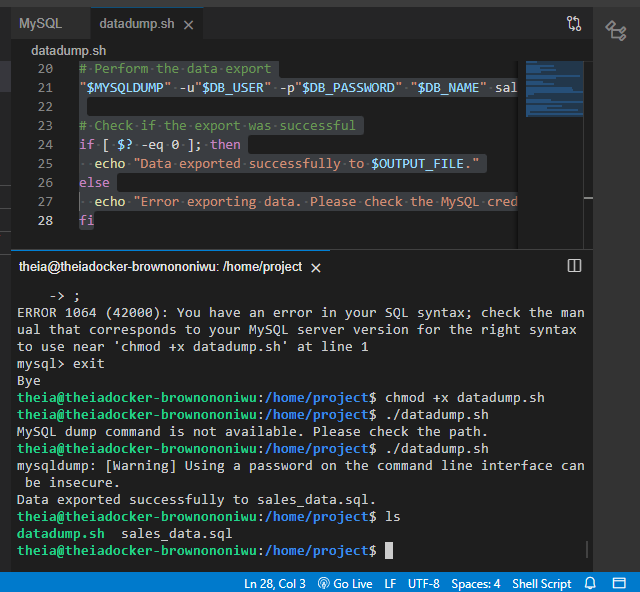 MySQL
datadump.sh ×
datadump.sh
20 # Perform the data export
21 "$MYSQLDUMP" -u"$DB_USER" -p"$DB_PASSWORD" "$DB_NAME" sal
22
23 # Check if the export was successful
24 if [ $? -eq 0 ]; then
25 echo "Data exported successfully to $OUTPUT_FILE."
26 else
27 echo "Error exporting data. Please check the MySQL cred
28 fi
theia@theiadocker-brownononiwu: /home/project ×
-> ;
ERROR 1064 (42000): You have an error in your SQL syntax; check the man
ual that corresponds to your MySQL server version for the right syntax
to use near 'chmod +x datadump.sh' at line 1
mysql> exit
Bye
theia@theiadocker-brownononiwu:/home/project$ chmod +x datadump.sh
theia@theiadocker-brownononiwu:/home/project$ ./datadump.sh
MySQL dump command is not available. Please check the path.
theia@theiadocker-brownononiwu:/home/project$ ./datadump.sh
mysqldump: [Warning] Using a password on the command line interface can
be insecure.
Data exported successfully to sales_data.sql.
theia@theiadocker-brownononiwu:/home/project$ ls
datadump.sh sales_data.sql
theia@theiadocker-brownononiwu:/home/project$
Ln 28, Col 3 Go Live LF UTF-8 Spaces: 4 Shell Script